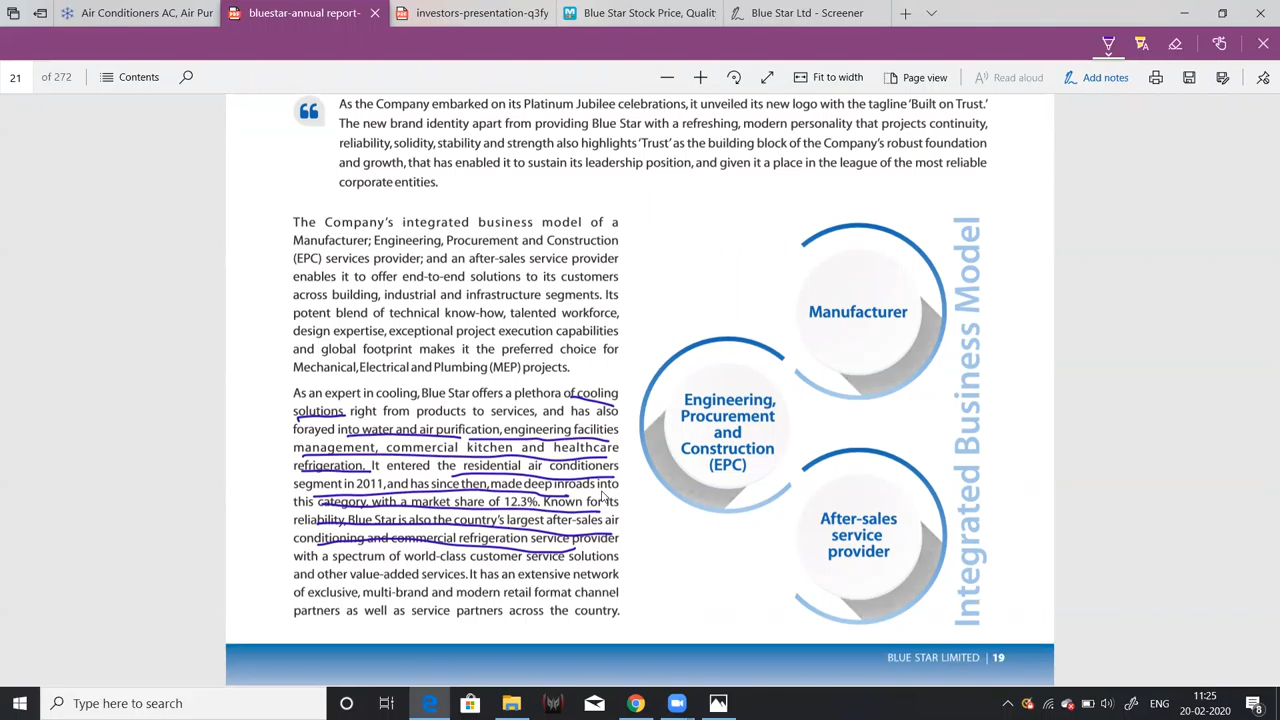 Air Conditioners AC, Air Pur
bluestar-annual report-
investors-presentation-q3fy
Blue Star Stock Price, Qualit
Blue Star Ltd - Screener
21 of 272
Contents
Fit to width
Page view
Read aloud
Add notes
As the Company embarked on its Platinum Jubilee celebrations, it unveiled its new logo with the tagline 'Built on Trust.'
The new brand identity apart from providing Blue Star with a refreshing, modern personality that projects continuity,
reliability, solidity, stability and strength also highlights 'Trust' as the building block of the Company's robust foundation
and growth, that has enabled it to sustain its leadership position, and given it a place in the league of the most reliable
corporate entities.
The Company's integrated business model of a
Manufacturer; Engineering, Procurement and Construction
(EPC) services provider; and an after-sales service provider
enables it to offer end-to-end solutions to its customers
across building, industrial and infrastructure segments. Its
potent blend of technical know-how, talented workforce,
design expertise, exceptional project execution capabilities
and global footprint makes it the preferred choice for
Mechanical, Electrical and Plumbing (MEP) projects.
As an expert in cooling, Blue Star offers a plethora of cooling
solutions, right from products to services, and has also
forayed into water and air purification, engineering facilities
management, commercial kitchen and healthcare
refrigeration. It entered the residential air conditioners
segment in 2011, and has since then, made deep inroads into
this category, with a market share of 12.3%. Known for its
reliability, Blue Star is also the country's largest after-sales air
conditioning and commercial refrigeration service provider
with a spectrum of world-class customer service solutions
and other value-added services. It has an extensive network
of exclusive, multi-brand and modern retail format channel
partners as well as service partners across the country.
Manufacturer
Engineering,
Procurement
and
Construction
(EPC)
After-sales
service
provider
Integrated Business Model
BLUE STAR LIMITED | 19
Type here to search
ENG
11:25
20-02-2020
8